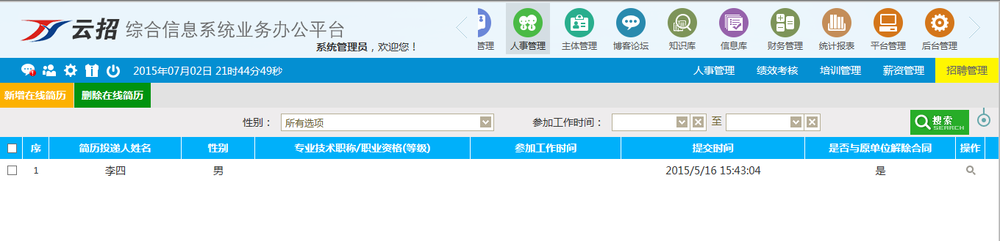 云招 综合信息系统业务办公平台
系统管理员，欢迎您！
管理 人事管理 主体管理 博客论坛 知识库 信息库 财务管理 统计报表 平台管理 后台管理
2015年07月02日 21时44分49秒 人事管理 绩效考核 培训管理 薪资管理 招聘管理
新增在线简历 删除在线简历
性别： 所有选项 参加工作时间： 至 搜索 SEARCH
序 简历投递人姓名 性别 专业技术职称/职业资格(等级) 参加工作时间 提交时间 是否与原单位解除合同 操作
1 李四 男 2015/5/16 15:43:04 是